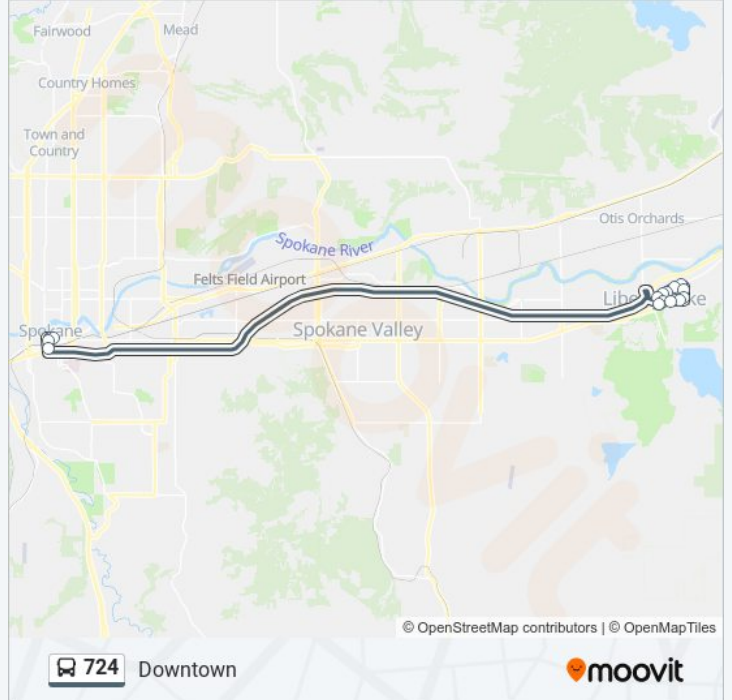 Fairwood
Mead
Country Homes
Town and
Country
Otis Orchards
Spokane River
Felts Field Airport
Spokane
Spokane Valley
© OpenStreetMap contributors | © OpenMapTiles
724 Downtown
moovit